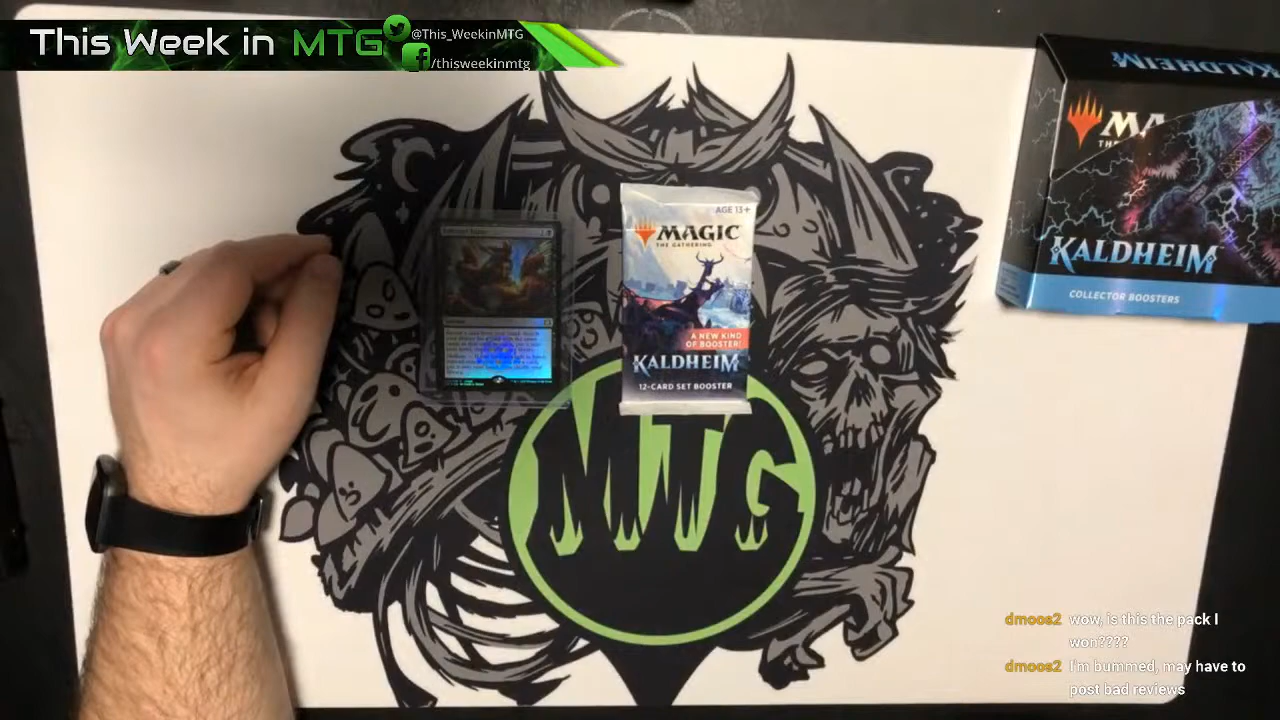 This Week in MTG
@This_WeekinMTG
/thisweekinmtg
KALDHEIM
MA
THE
KALDHEIM
COLLECTOR BOOSTERS
AGE 13+
MAGIC
THE GATHERING
A NEW KIND
OF BOOSTER!
KALDHEIM
12-CARD SET BOOSTER
MTG
dmoos2 wow, is this the pack I
won????
dmoos2 I'm bummed, may have to
post bad reviews